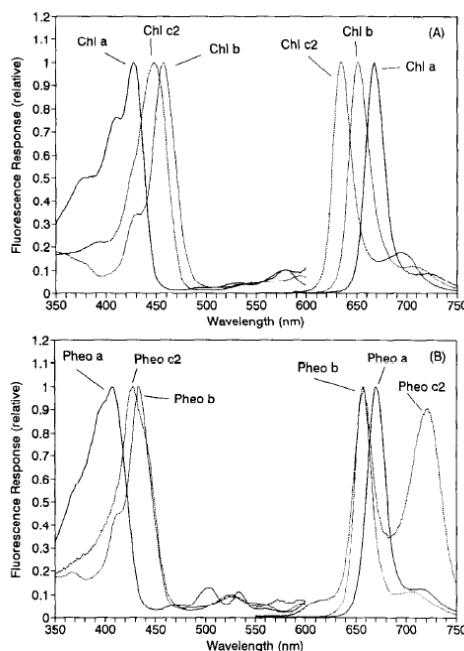 (A)
Chl a
Chl c2
Chl b
Chl c2
Chl b
Chl a
Fluorescence Response (relative)
1.2
1.1
1
0.9
0.8
0.7
0.6
0.5
0.4
0.3
0.2
0.1
0
350 400 450 500 550 600 650 700 750
Wavelength (nm)
(B)
Pheo a
Pheo c2
Pheo b
Pheo b
Pheo a
Pheo c2
Fluorescence Response (relative)
1.2
1.1
1
0.9
0.8
0.7
0.6
0.5
0.4
0.3
0.2
0.1
0
350 400 450 500 550 600 650 700 750
Wavelength (nm)